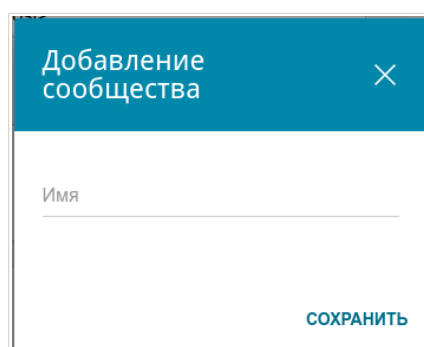 Добавление
сообщества
Имя
СОХРАНИТЬ